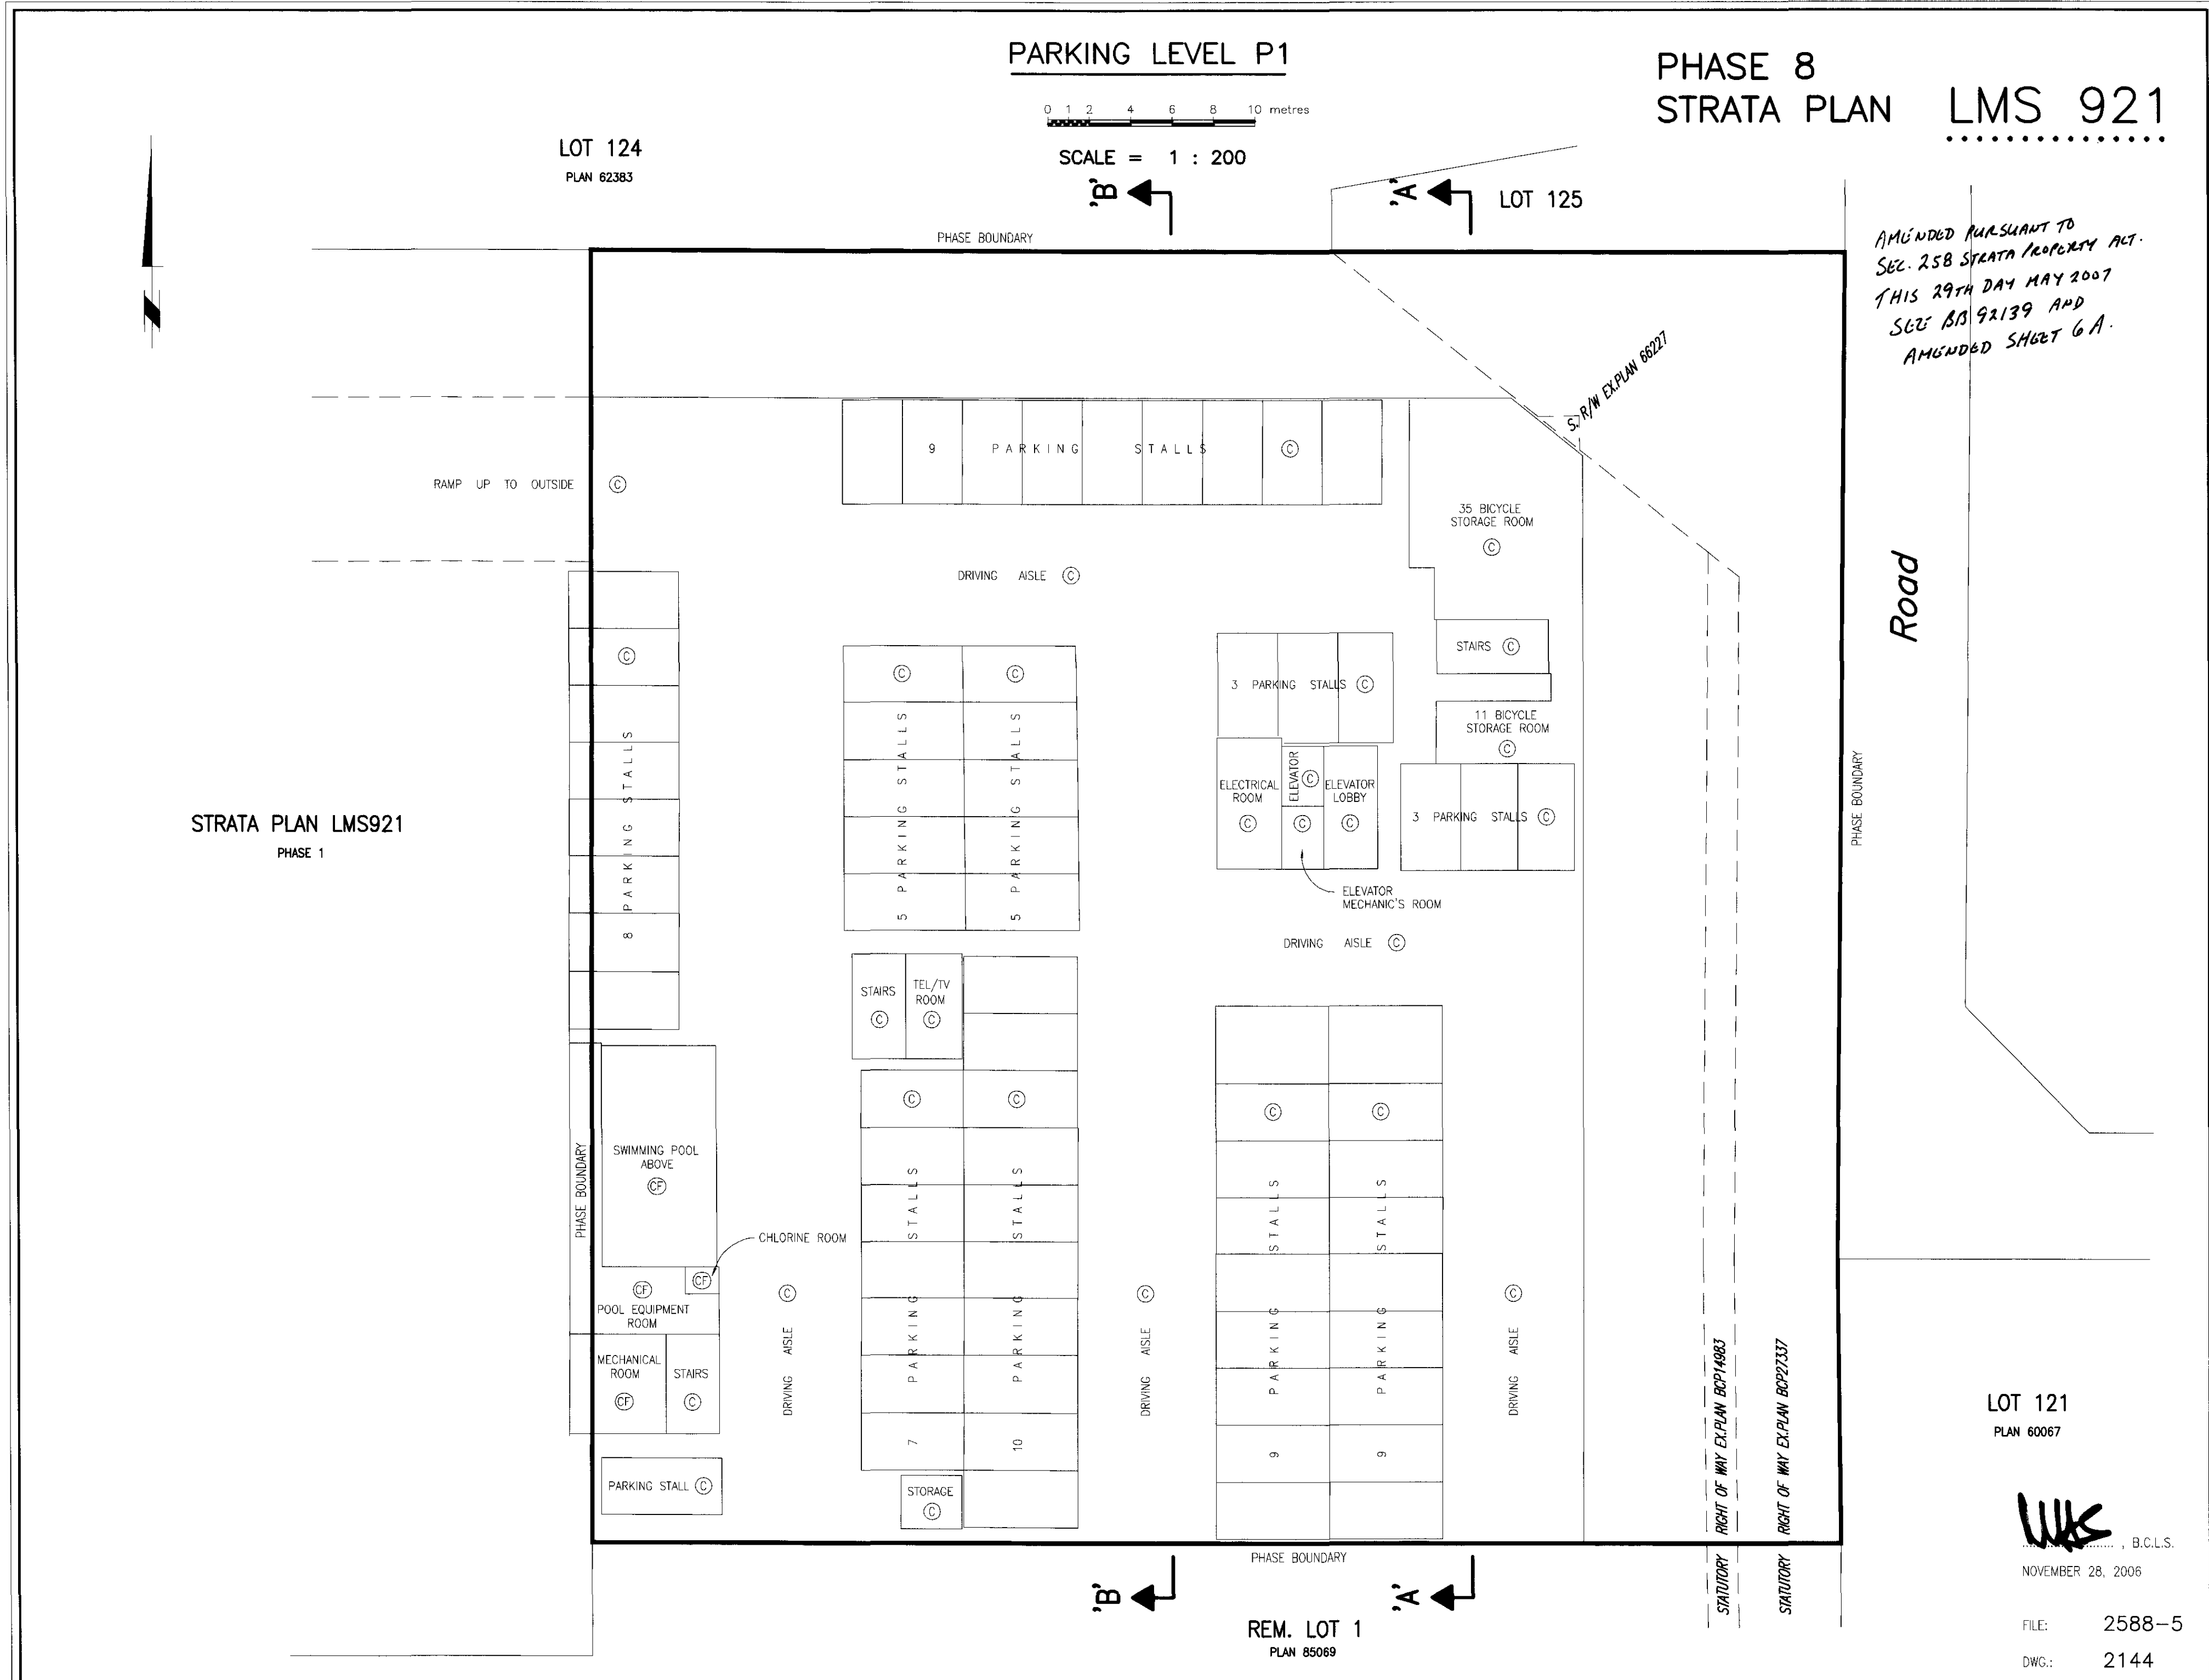 PARKING LEVEL P1
0 1 2 4 6 8 10 metres
SCALE = 1 : 200
PHASE 8
STRATA PLAN LMS 921
LOT 124
PLAN 62383
'B'
'A'
LOT 125
PHASE BOUNDARY
AMENDED PURSUANT TO
SEC. 258 STRATA PROPERTY ACT.
THIS 29TH DAY MAY 2007
SEE BB 92139 AND
AMENDED SHEET 6A.
S. R/W EX.PLAN 66227
9 PARKING STALLS C
RAMP UP TO OUTSIDE C
35 BICYCLE
STORAGE ROOM
C
DRIVING AISLE C
Road
STAIRS C
C
8 PARKING STALLS
C
5 PARKING STALLS
C
5 PARKING STALLS
3 PARKING STALLS C
11 BICYCLE
STORAGE ROOM
C
ELECTRICAL
ROOM
C
ELEVATOR
C
C
ELEVATOR
LOBBY
C
3 PARKING STALLS C
ELEVATOR
MECHANIC'S ROOM
PHASE BOUNDARY
STRATA PLAN LMS921
PHASE 1
DRIVING AISLE C
STAIRS
C
TEL/TV
ROOM
C
SWIMMING POOL
ABOVE
CF
PHASE BOUNDARY
CHLORINE ROOM
CF
CF
POOL EQUIPMENT
ROOM
MECHANICAL
ROOM
CF
STAIRS
C
PARKING STALL C
DRIVING AISLE C
C
7 PARKING STALLS
C
10 PARKING STALLS
STORAGE
C
DRIVING AISLE C
C
9 PARKING STALLS
C
9 PARKING STALLS
DRIVING AISLE C
STATUTORY RIGHT OF WAY EX.PLAN BCP14983
STATUTORY RIGHT OF WAY EX.PLAN BCP27337
LOT 121
PLAN 60067
PHASE BOUNDARY
'B'
'A'
REM. LOT 1
PLAN 85069
, B.C.L.S.
NOVEMBER 28, 2006
FILE: 2588-5
DWG.: 2144